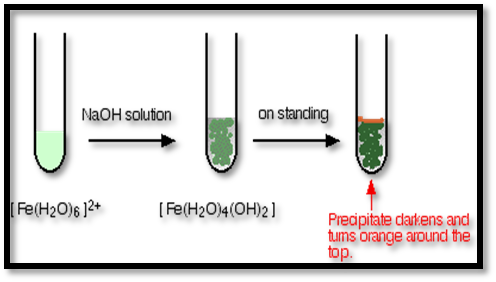 NaOH solution
on standing
[Fe(H₂O)₆]²⁺
[Fe(H₂O)₄(OH)₂]
Precipitate darkens and
turns orange around the
top.